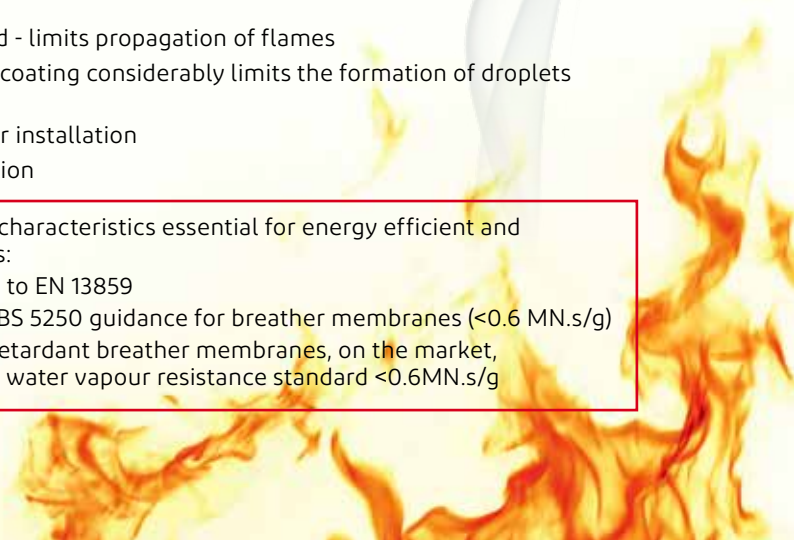 d - limits propagation of flames
coating considerably limits the formation of droplets
r installation
ion
characteristics essential for energy efficient and
s:
to EN 13859
BS 5250 guidance for breather membranes (<0.6 MN.s/g)
etardant breather membranes, on the market,
water vapour resistance standard <0.6MN.s/g